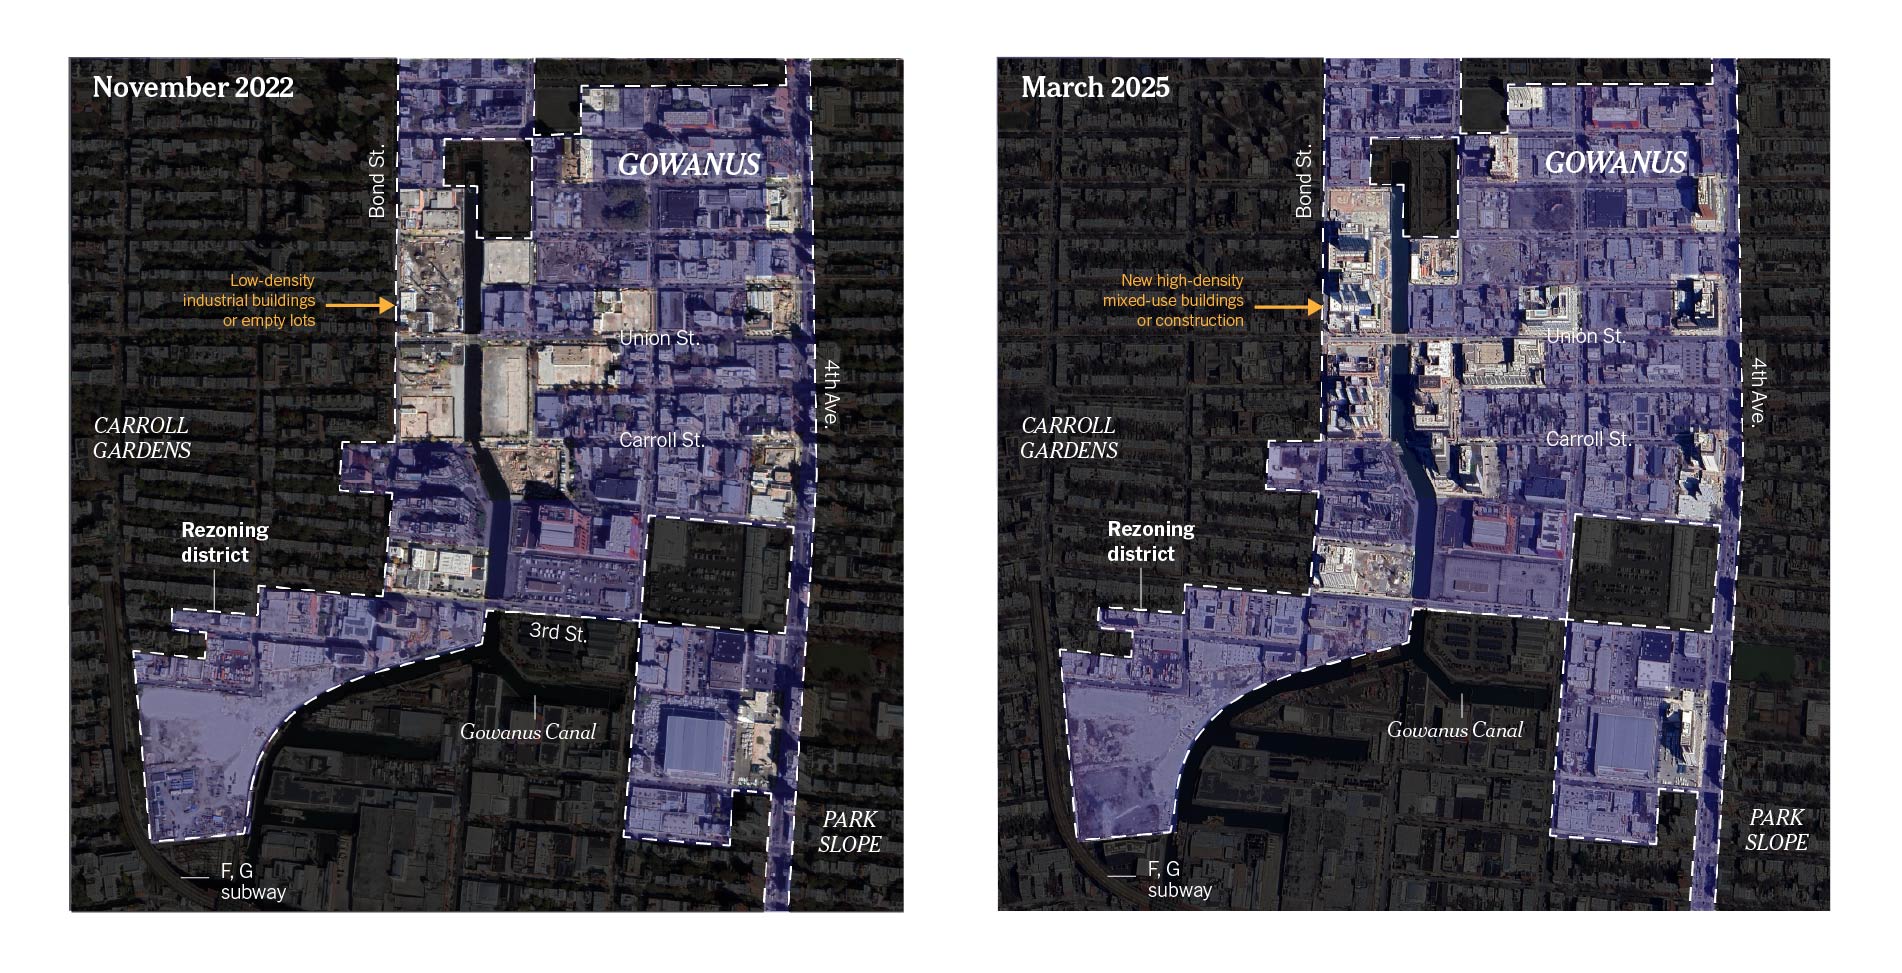 November 2022
GOWANUS
Bond St.
Low-density
industrial buildings
or empty lots
Union St.
4th Ave.
CARROLL
GARDENS
Carroll St.
Rezoning
district
3rd St.
Gowanus Canal
PARK
SLOPE
F, G
subway
March 2025
GOWANUS
Bond St.
New high-density
mixed-use buildings
or construction
Union St.
4th Ave.
CARROLL
GARDENS
Carroll St.
Rezoning
district
Gowanus Canal
PARK
SLOPE
F, G
subway